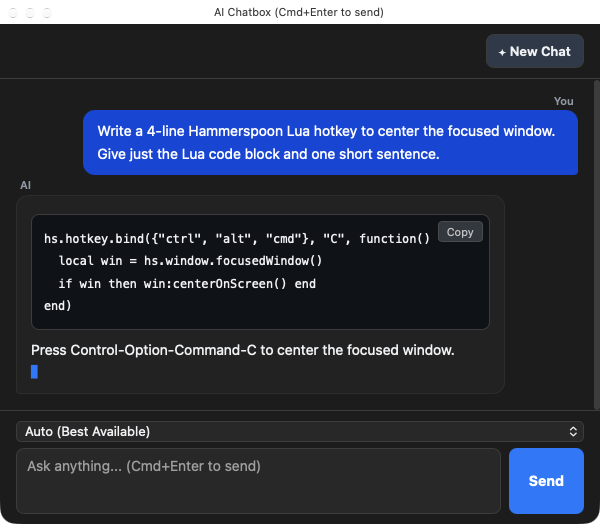 AI Chatbox (Cmd+Enter to send)
+ New Chat
You
Write a 4-line Hammerspoon Lua hotkey to center the focused window.
Give just the Lua code block and one short sentence.
AI
Copy
hs.hotkey.bind({"ctrl", "alt", "cmd"}, "C", function()
  local win = hs.window.focusedWindow()
  if win then win:centerOnScreen() end
end)
Press Control-Option-Command-C to center the focused window.
Auto (Best Available)
Ask anything... (Cmd+Enter to send)
Send